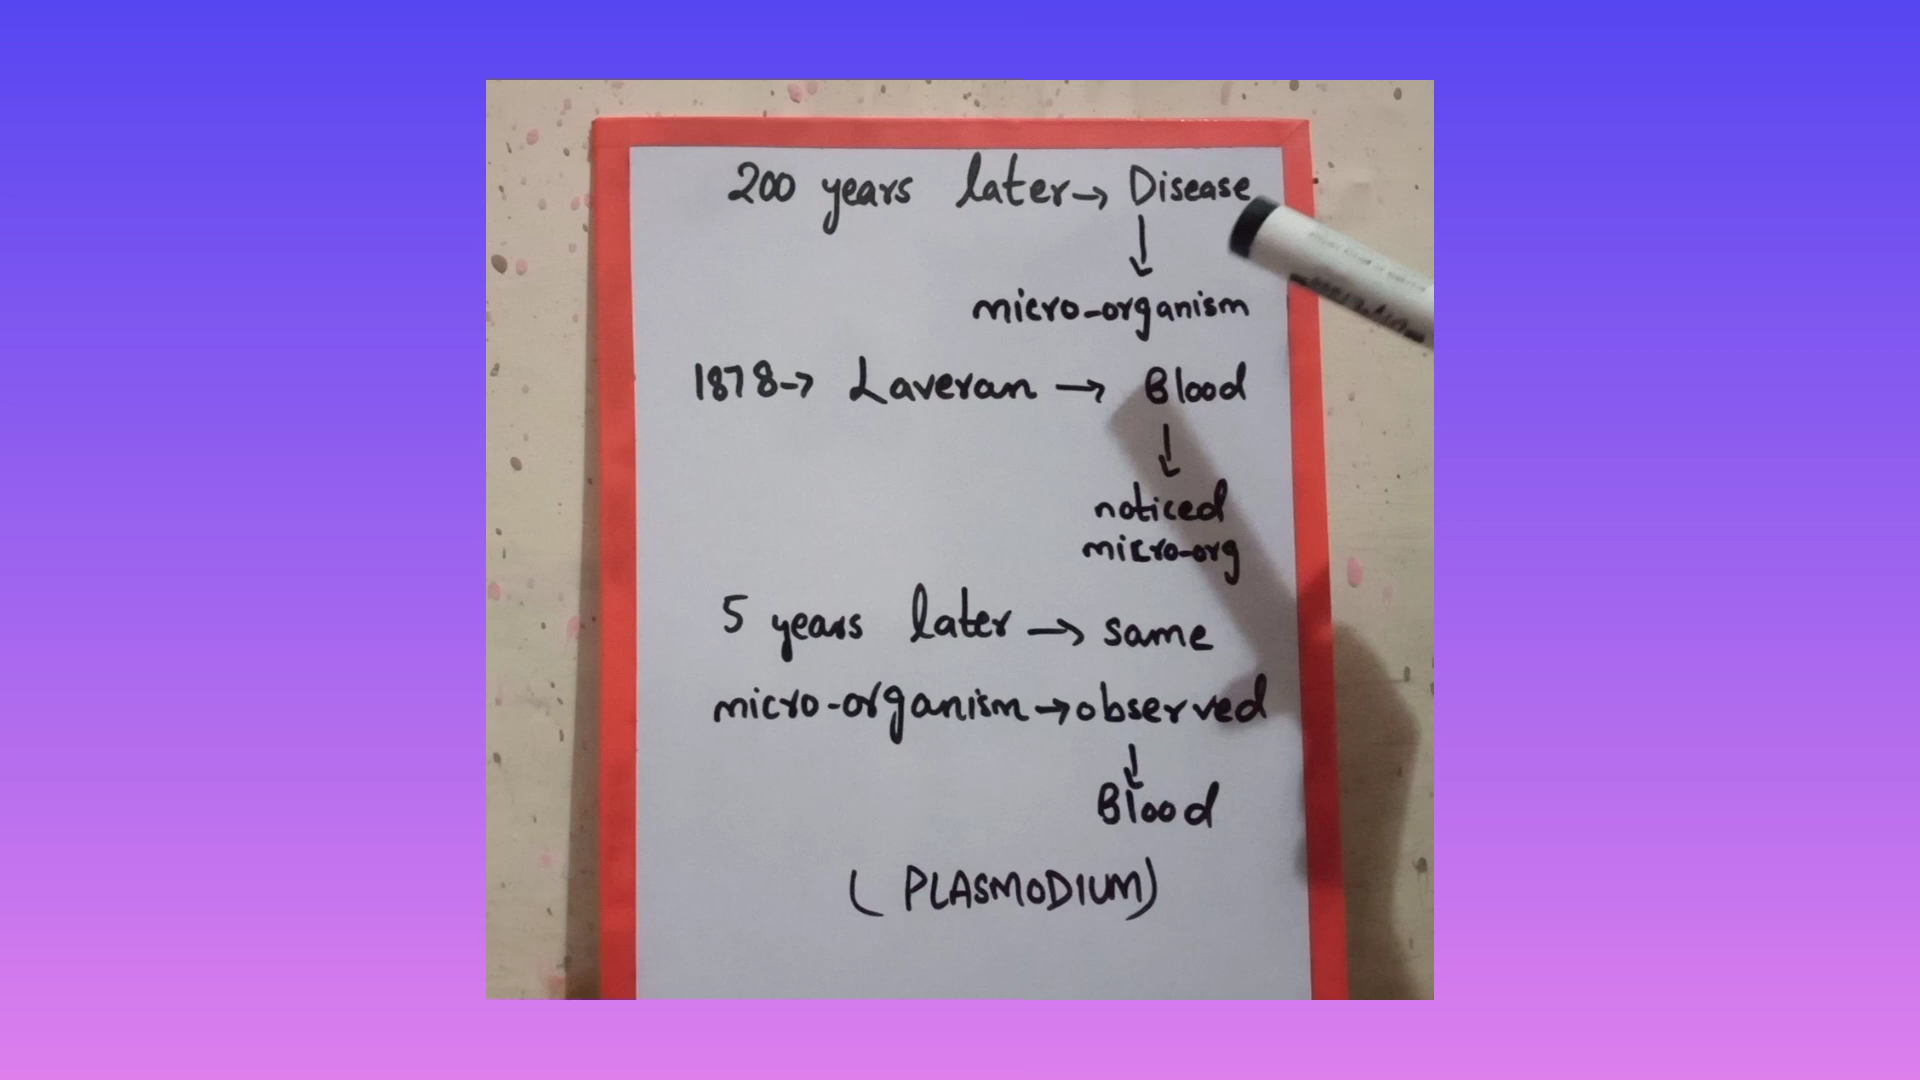 200 years later → Disease
↓
micro-organism
1878 → Laveran → Blood
↓
noticed
micro-org
5 years later → same
micro-organism → observed
↓
Blood
(PLASMODIUM)